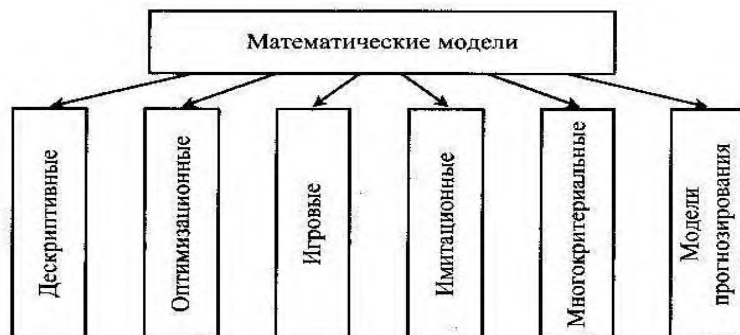 Математические модели
Дескриптивные
Оптимизационные
Игровые
Имитационные
Многокритериальные
Модели
прогнозирования